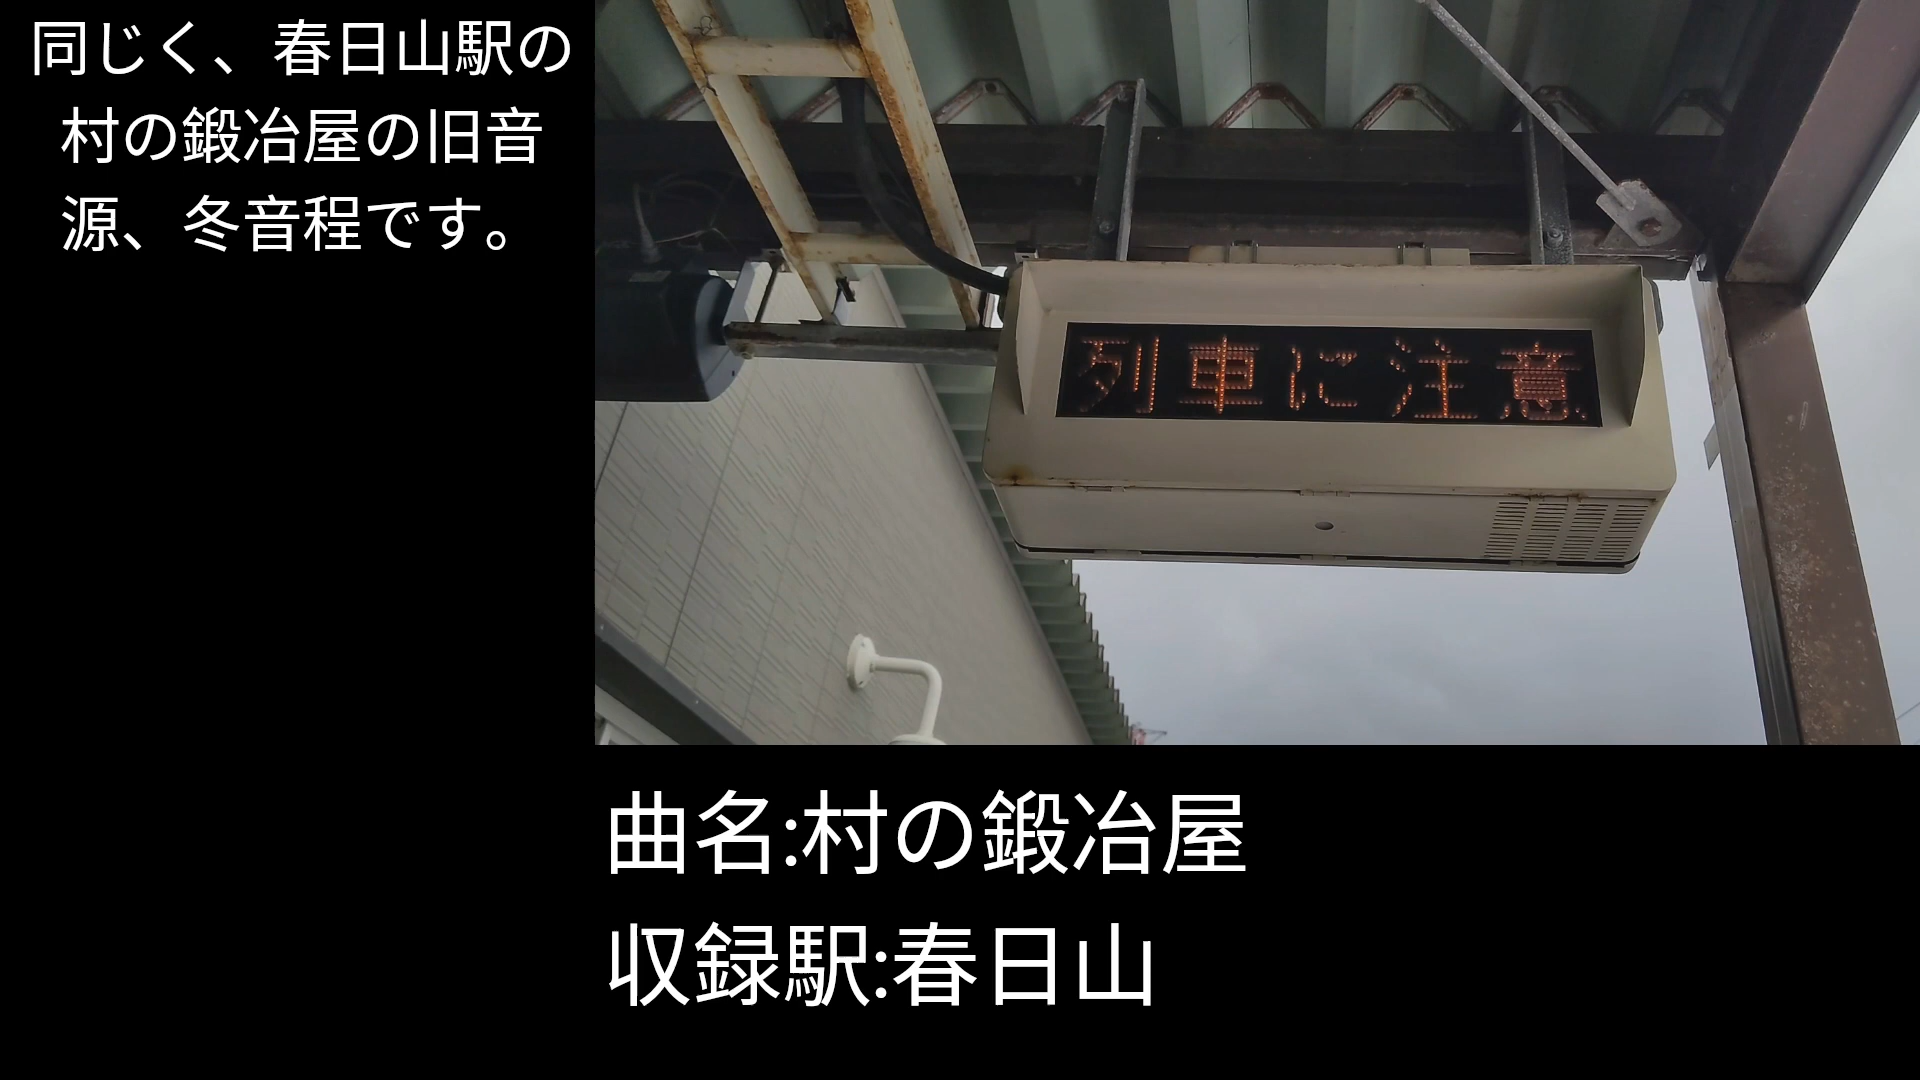 同じく、春日山駅の
村の鍛冶屋の旧音
源、冬音程です。
列車に注意
曲名:村の鍛冶屋
収録駅:春日山